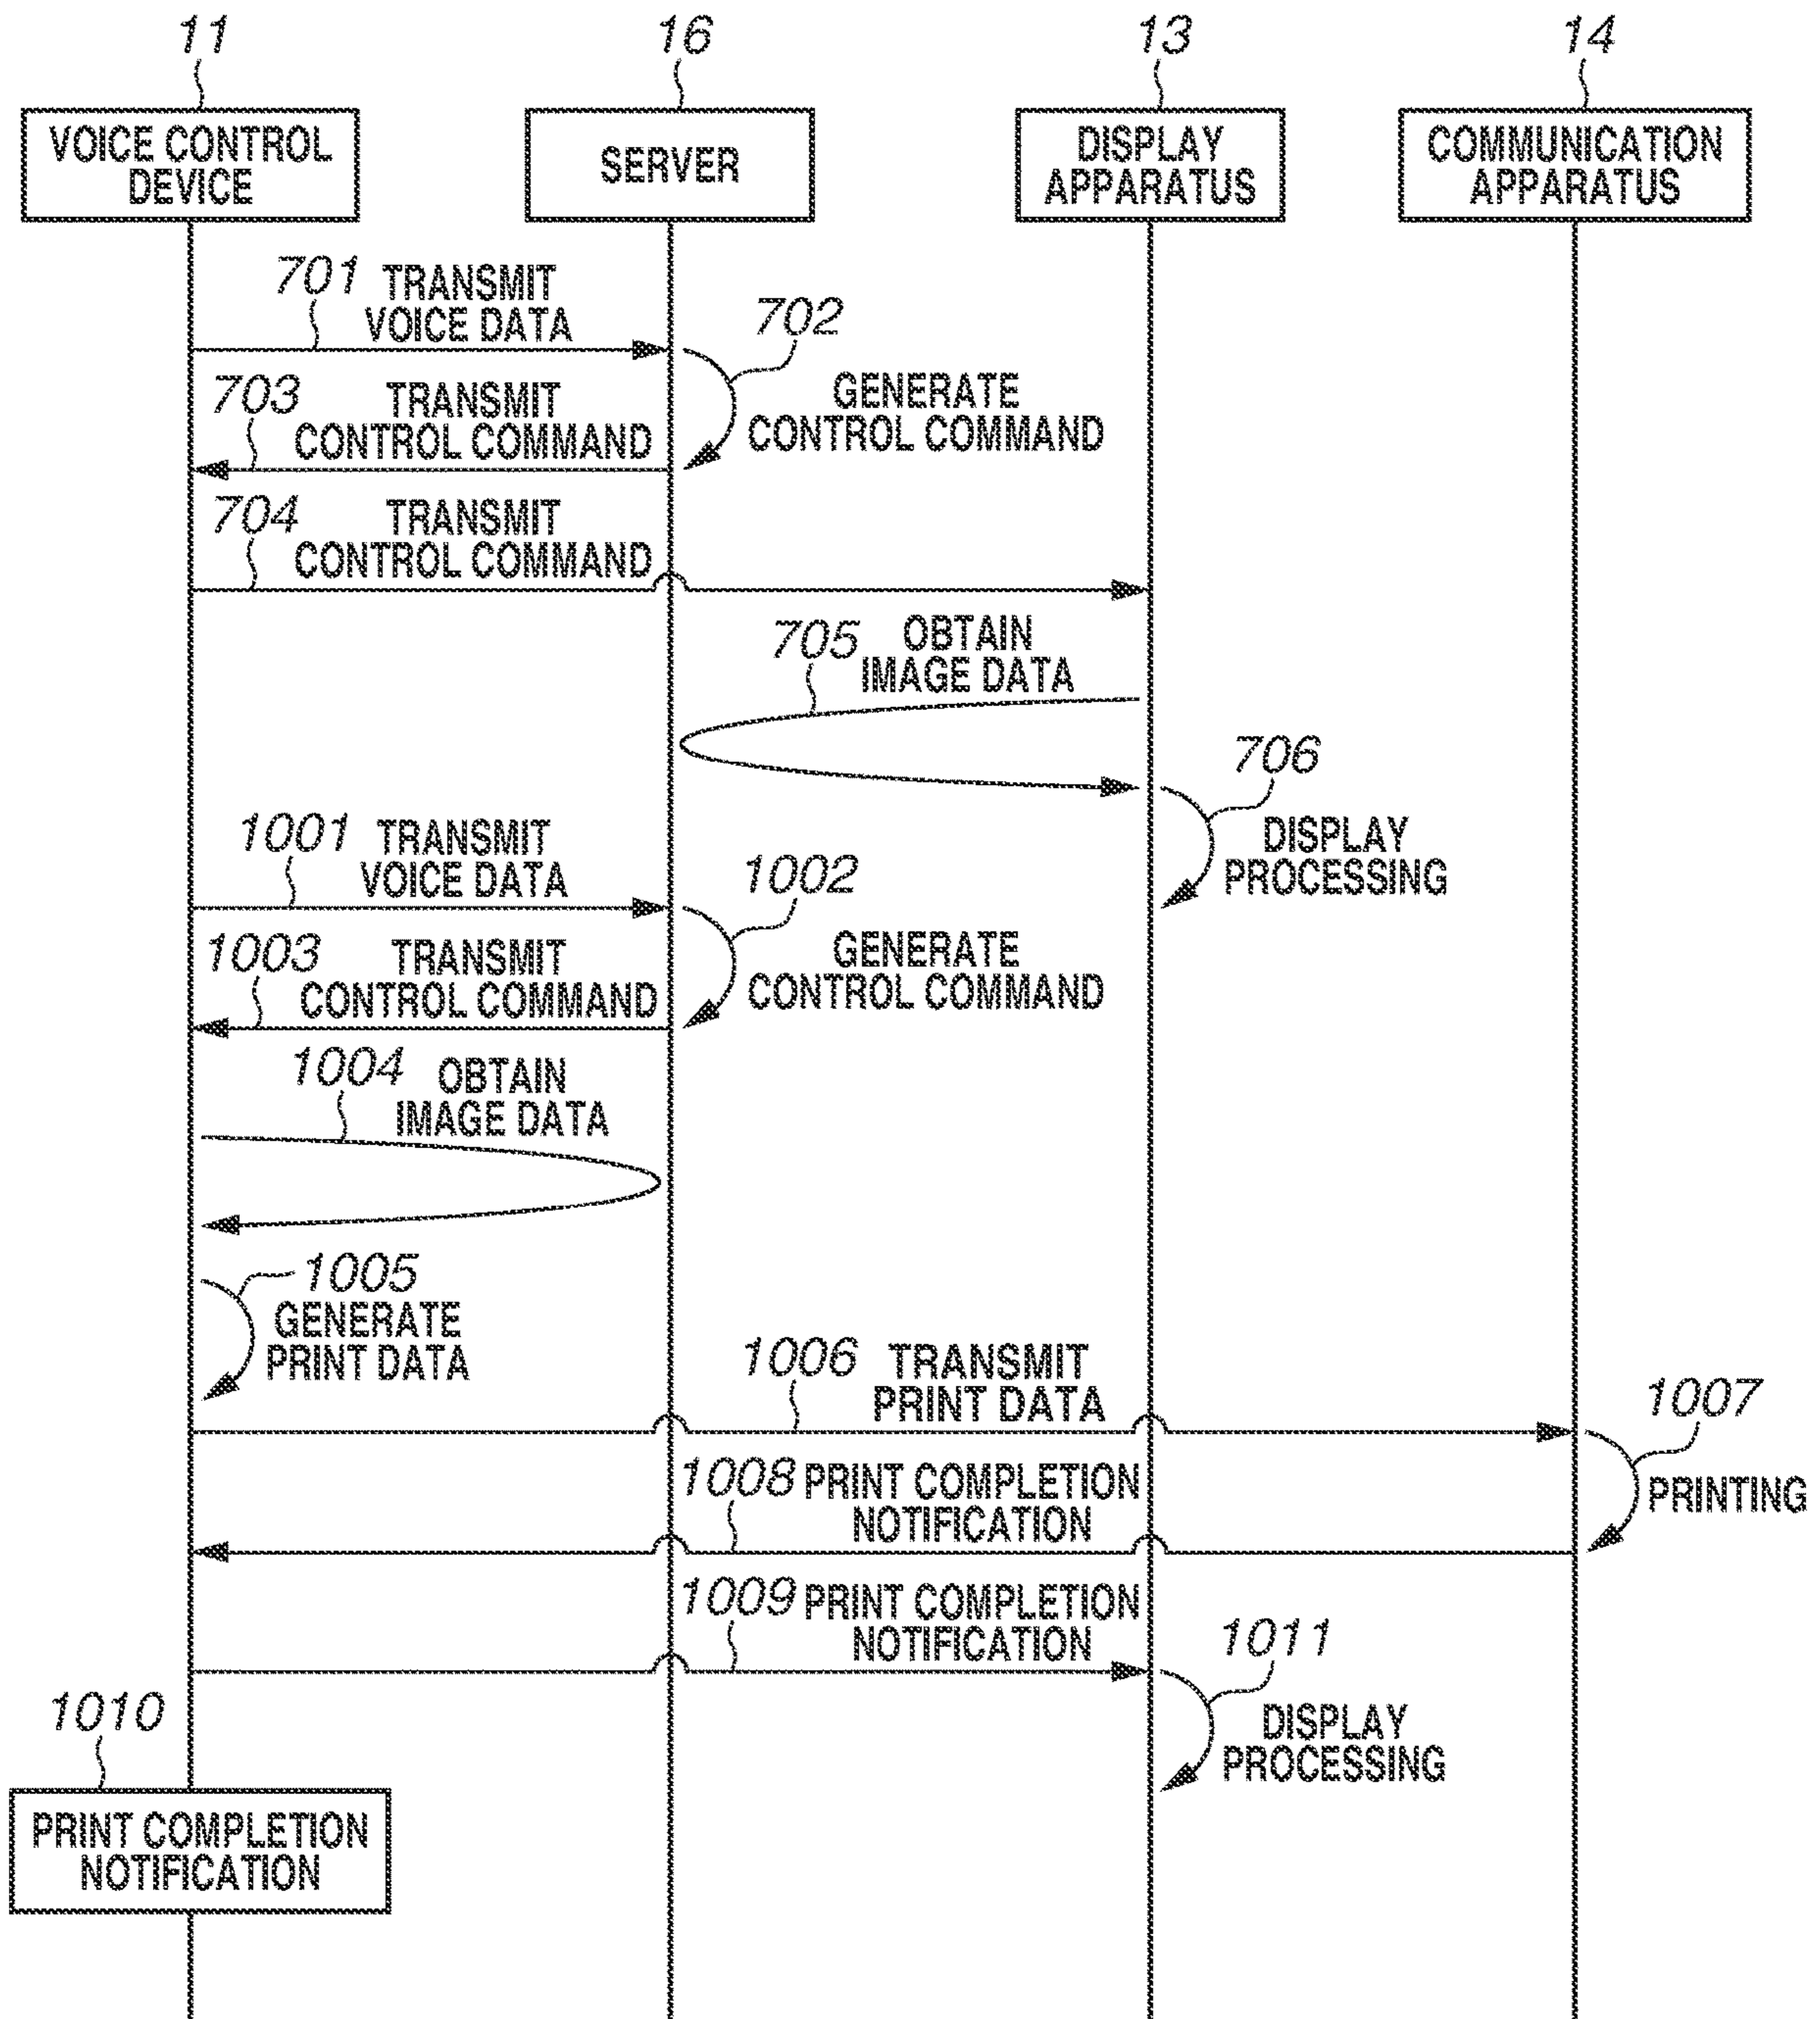 11
16
13
14
VOICE CONTROL
DEVICE
SERVER
DISPLAY
APPARATUS
COMMUNICATION
APPARATUS
701
TRANSMIT
VOICE DATA
702
GENERATE
CONTROL COMMAND
703
TRANSMIT
CONTROL COMMAND
704
TRANSMIT
CONTROL COMMAND
705
OBTAIN
IMAGE DATA
706
DISPLAY
PROCESSING
1001
TRANSMIT
VOICE DATA
1002
GENERATE
CONTROL COMMAND
1003
TRANSMIT
CONTROL COMMAND
1004
OBTAIN
IMAGE DATA
1005
GENERATE
PRINT DATA
1006
TRANSMIT
PRINT DATA
1007
PRINTING
1008
PRINT COMPLETION
NOTIFICATION
1009
PRINT COMPLETION
NOTIFICATION
1011
DISPLAY
PROCESSING
1010
PRINT COMPLETION
NOTIFICATION